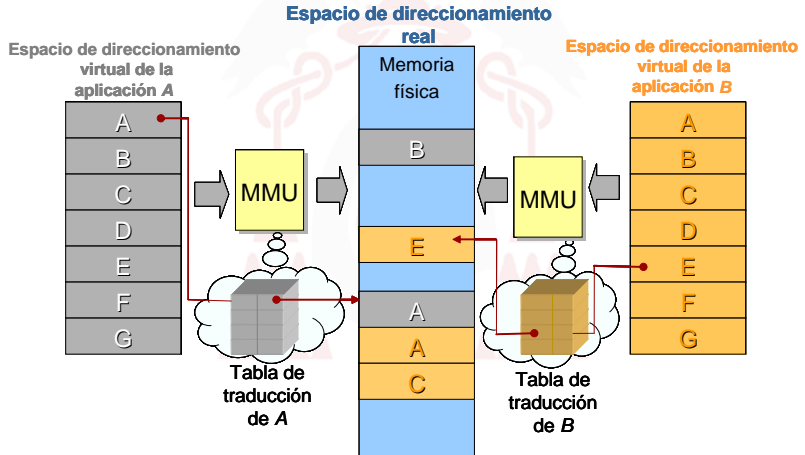 Espacio de direccionamiento
real
Espacio de direccionamiento
virtual de la
aplicación A
A
B
C
D
E
F
G
MMU
Tabla de
traducción
de A
Memoria
física
B
E
A
A
C
MMU
Tabla de
traducción
de B
Espacio de direccionamiento
virtual de la
aplicación B
A
B
C
D
E
F
G